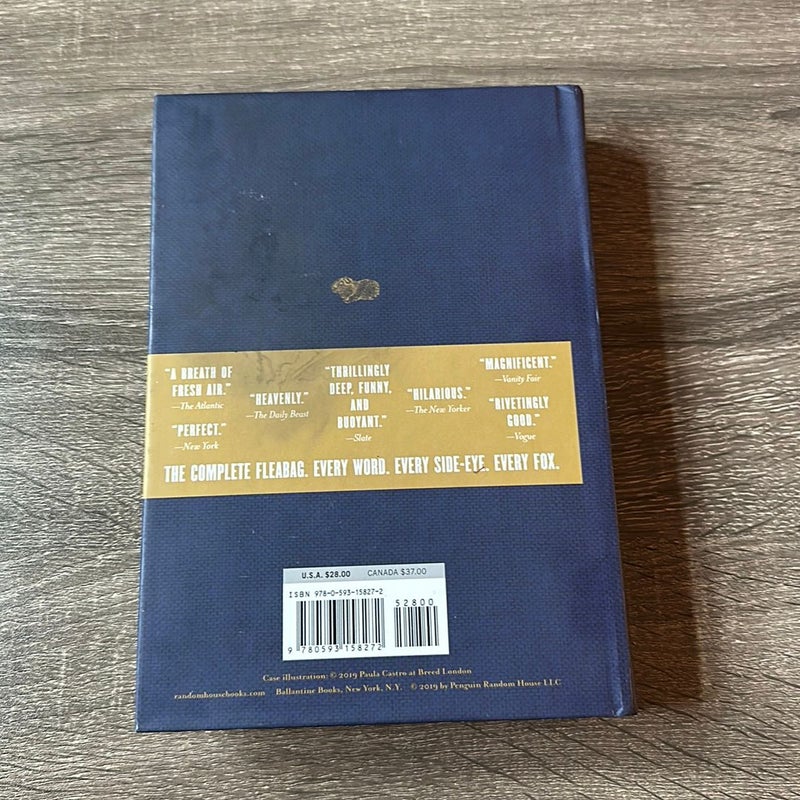 “A BREATH OF
FRESH AIR.”
—The Atlantic
“PERFECT.”
—New York
“HEAVENLY.”
—The Daily Beast
“THRILLINGLY
DEEP, FUNNY,
AND
BUOYANT.”
—Slate
“HILARIOUS.”
—The New Yorker
“MAGNIFICENT.”
—Vanity Fair
“RIVETINGLY
GOOD.”
—Vogue
THE COMPLETE FLEABAG. EVERY WORD. EVERY SIDE-EYE. EVERY FOX.
U.S.A. $28.00 CANADA $37.00
ISBN 978-0-593-15827-2
52800
9 780593 158272
Case illustration: © 2019 Paula Castro at Breed London
randomhousebooks.com Ballantine Books, New York, N.Y. © 2019 by Penguin Random House LLC